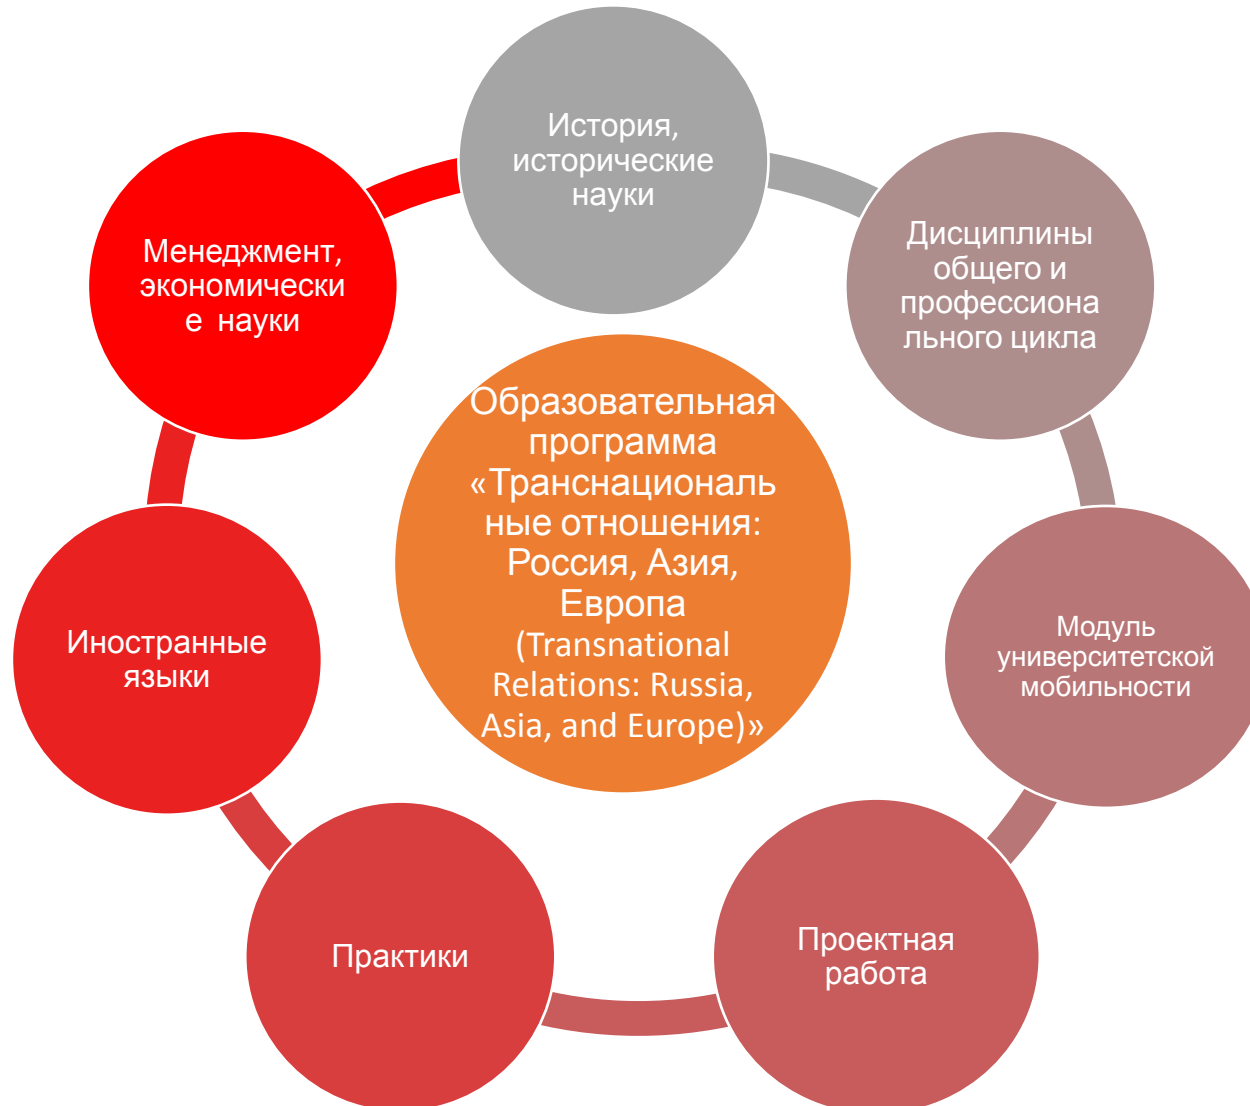 История,
исторические
науки
Дисциплины
общего и
профессиона
льного цикла
Модуль
университетской
мобильности
Проектная
работа
Практики
Иностранные
языки
Менеджмент,
экономически
е науки
Образовательная
программа
«Транснациональ
ные отношения:
Россия, Азия,
Европа
(Transnational
Relations: Russia,
Asia, and Europe)»